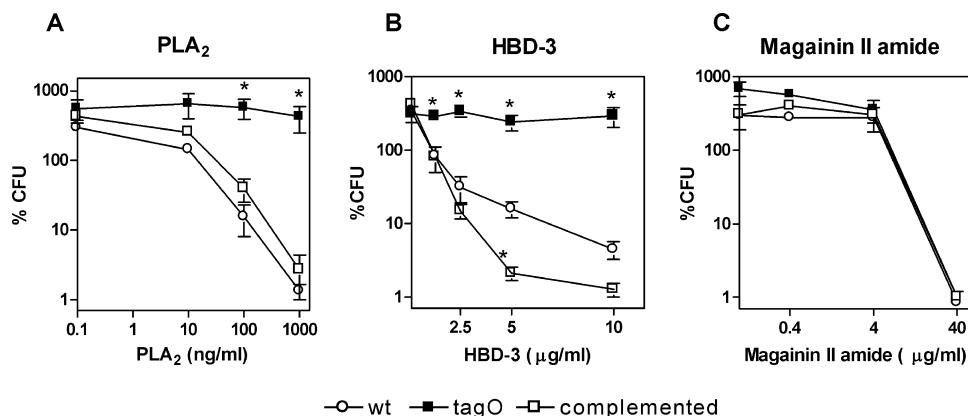 A B C
PLA2 HBD-3 Magainin II amide
1000 1000 1000
* * * * * *
100 100 100
% CFU %CFU %CFU
10 10 10
*
1 1 1
0.1 1 10 100 1000 2.5 5 10 0.4 4 40
PLA2 (ng/ml) HBD-3 (μg/ml) Magainin II amide ( μg/ml)
wt tagO complemented